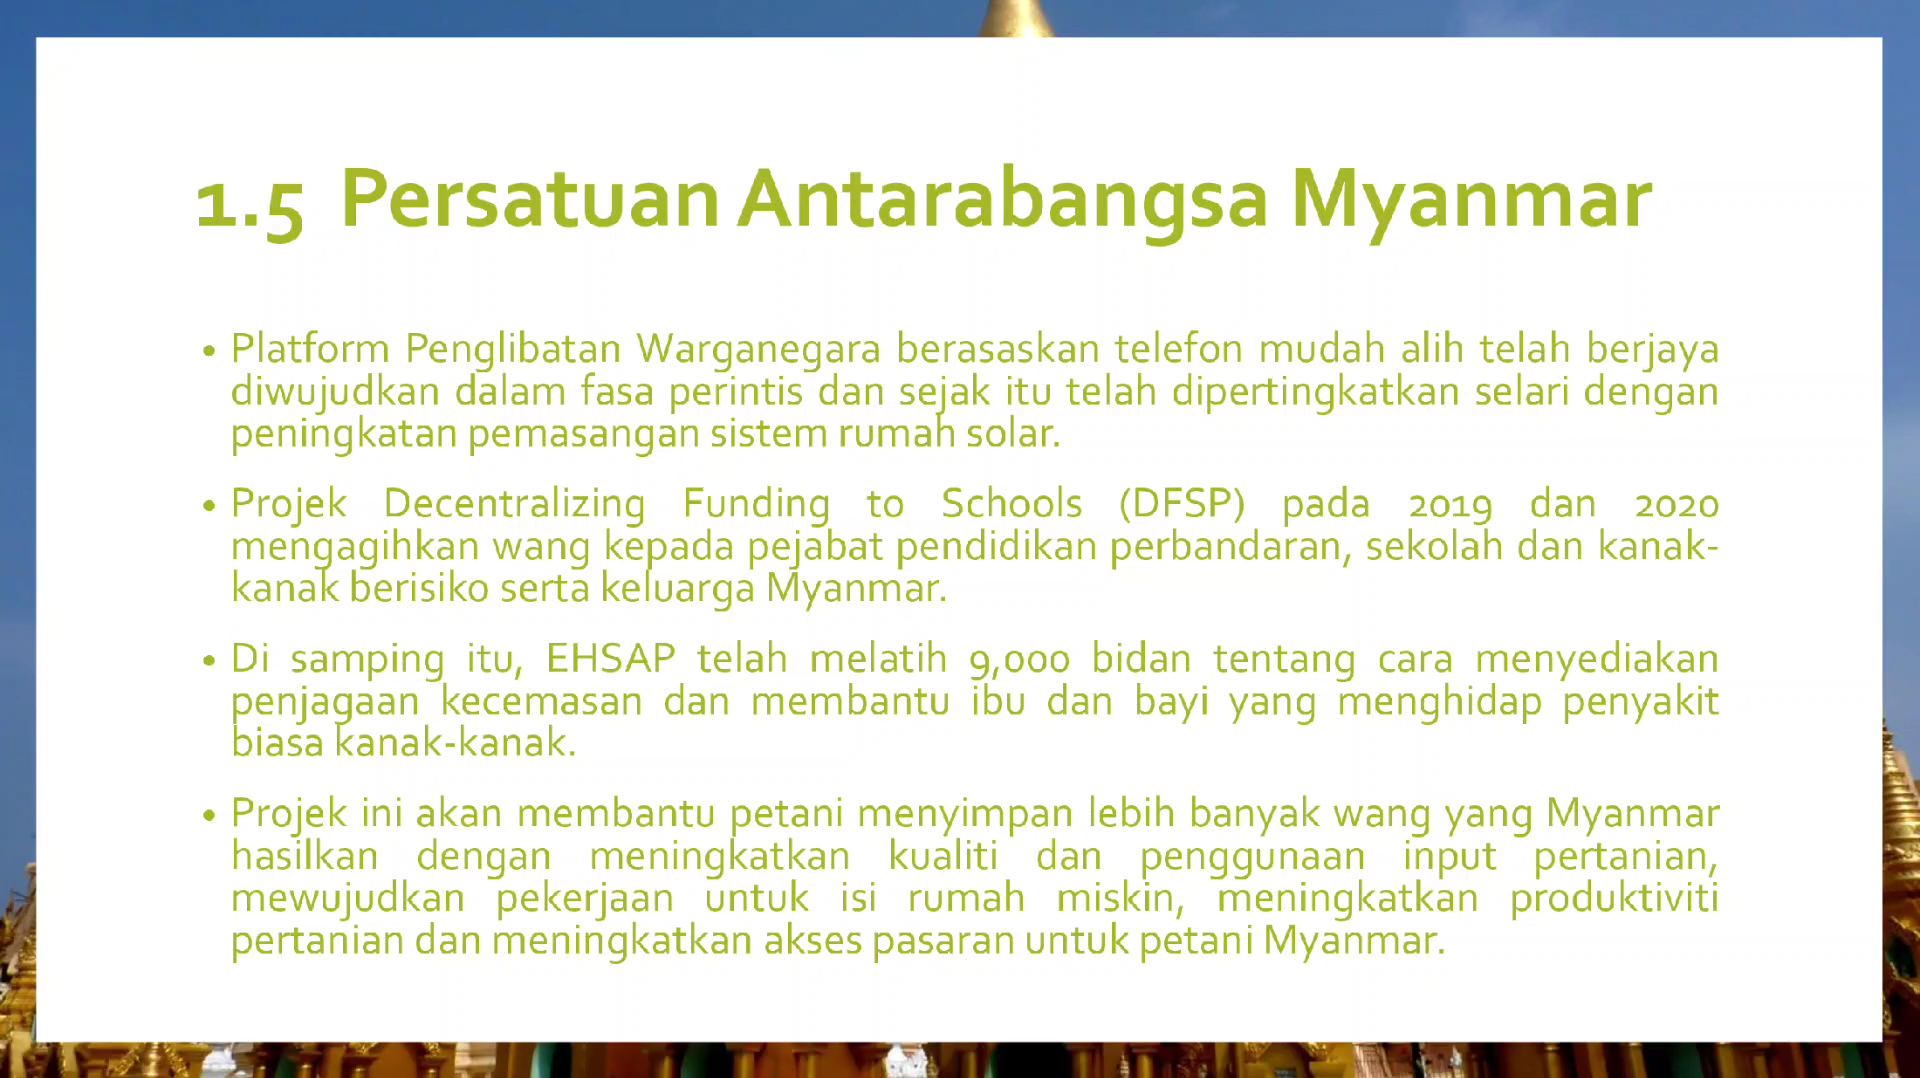 1.5 Persatuan Antarabangsa Myanmar
• Platform Penglibatan Warganegara berasaskan telefon mudah alih telah berjaya
diwujudkan dalam fasa perintis dan sejak itu telah dipertingkatkan selari dengan
peningkatan pemasangan sistem rumah solar.
• Projek Decentralizing Funding to Schools (DFSP) pada 2019 dan 2020
mengagihkan wang kepada pejabat pendidikan perbandaran, sekolah dan kanak-
kanak berisiko serta keluarga Myanmar.
• Di samping itu, EHSAP telah melatih 9,000 bidan tentang cara menyediakan
penjagaan kecemasan dan membantu ibu dan bayi yang menghidap penyakit
biasa kanak-kanak.
• Projek ini akan membantu petani menyimpan lebih banyak wang yang Myanmar
hasilkan dengan meningkatkan kualiti dan penggunaan input pertanian,
mewujudkan pekerjaan untuk isi rumah miskin, meningkatkan produktiviti
pertanian dan meningkatkan akses pasaran untuk petani Myanmar.